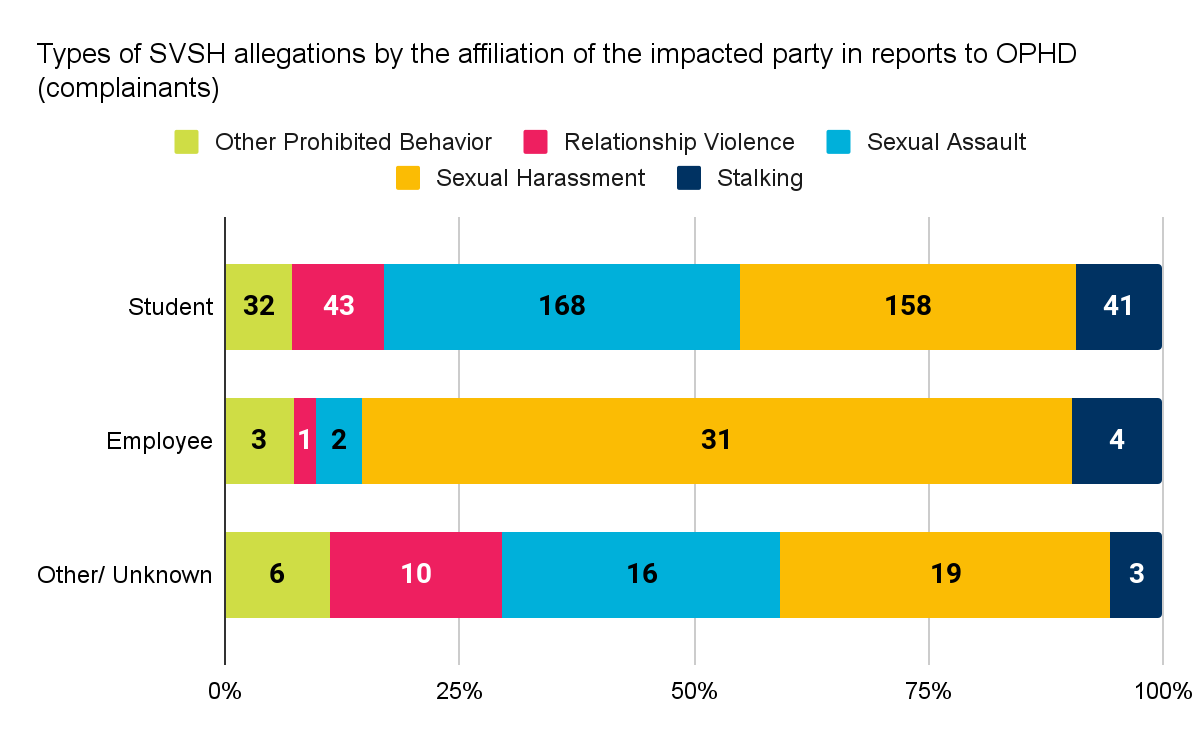 Types of SVSH allegations by the affiliation of the impacted party in reports to OPHD
(complainants)
Other Prohibited Behavior Relationship Violence Sexual Assault
Sexual Harassment Stalking
Student 32 43 168 158 41
Employee 3 1 2 31 4
Other/ Unknown 6 10 16 19 3
0% 25% 50% 75% 100%